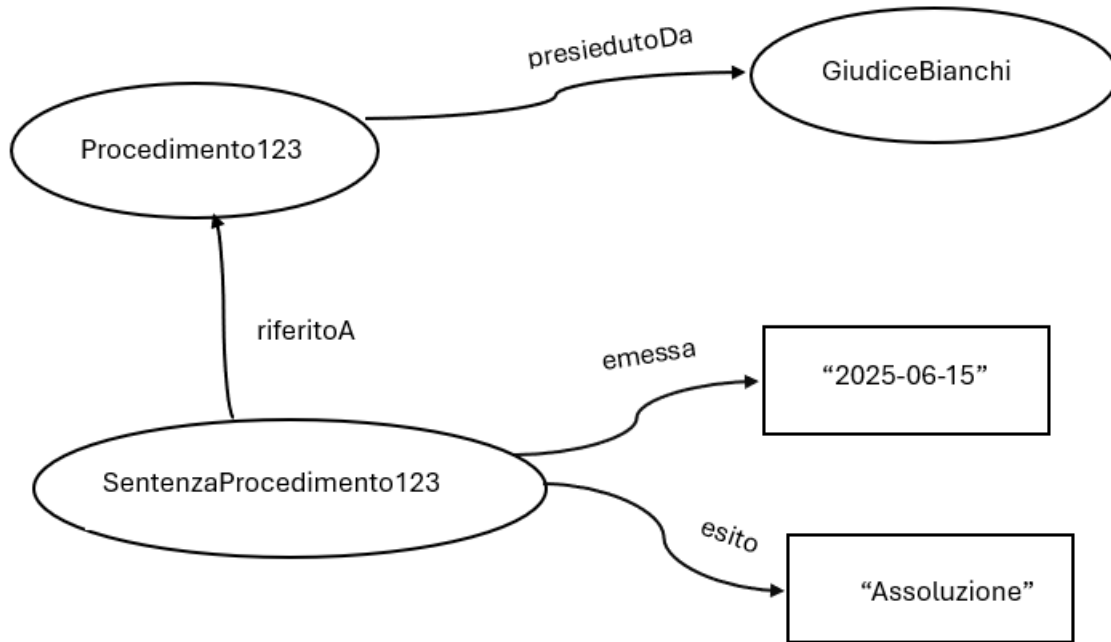 presiedutoDa
GiudiceBianchi
Procedimento123
riferitoA
emessa
“2025-06-15”
SentenzaProcedimento123
esito
“Assoluzione”